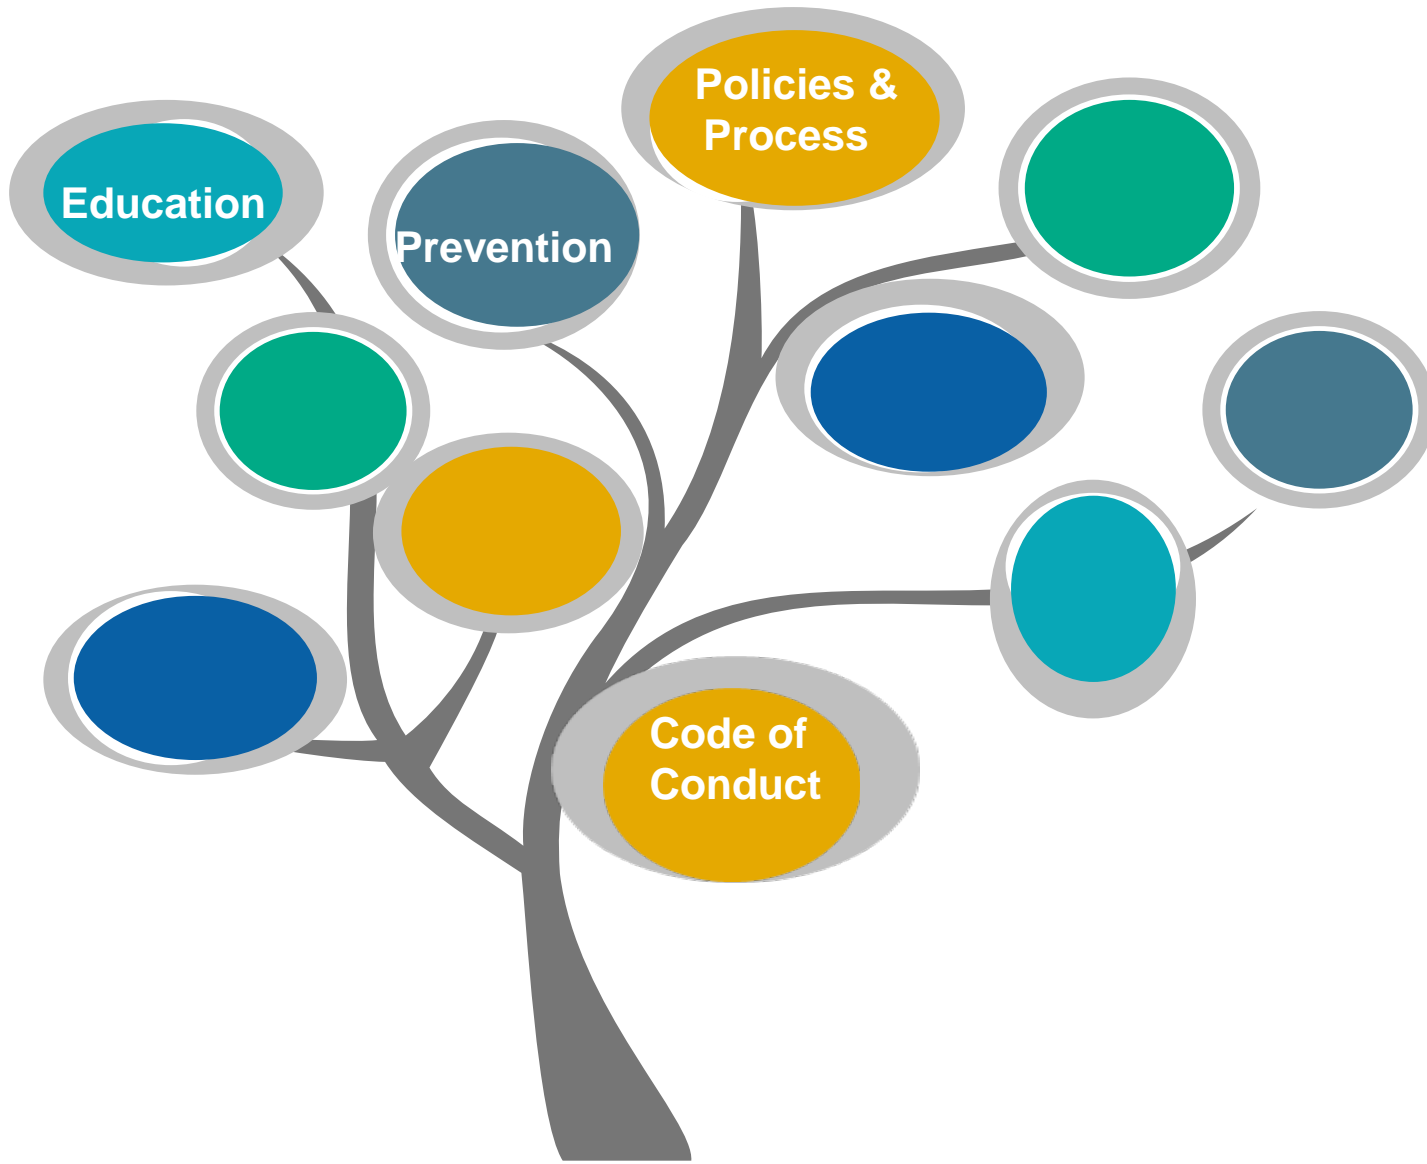 Policies &
Process
Education
Prevention
Code of
Conduct